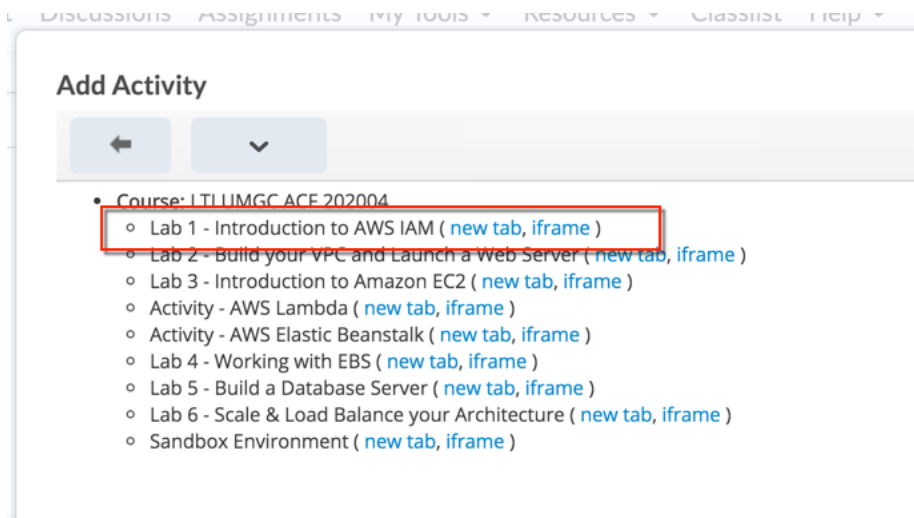 Discussions Assignments My Tools Resources Classlist Help
Add Activity
Course: LTI UMGC ACF 202004
Lab 1 - Introduction to AWS IAM ( new tab, iframe )
Lab 2 - Build your VPC and Launch a Web Server ( new tab, iframe )
Lab 3 - Introduction to Amazon EC2 ( new tab, iframe )
Activity - AWS Lambda ( new tab, iframe )
Activity - AWS Elastic Beanstalk ( new tab, iframe )
Lab 4 - Working with EBS ( new tab, iframe )
Lab 5 - Build a Database Server ( new tab, iframe )
Lab 6 - Scale & Load Balance your Architecture ( new tab, iframe )
Sandbox Environment ( new tab, iframe )